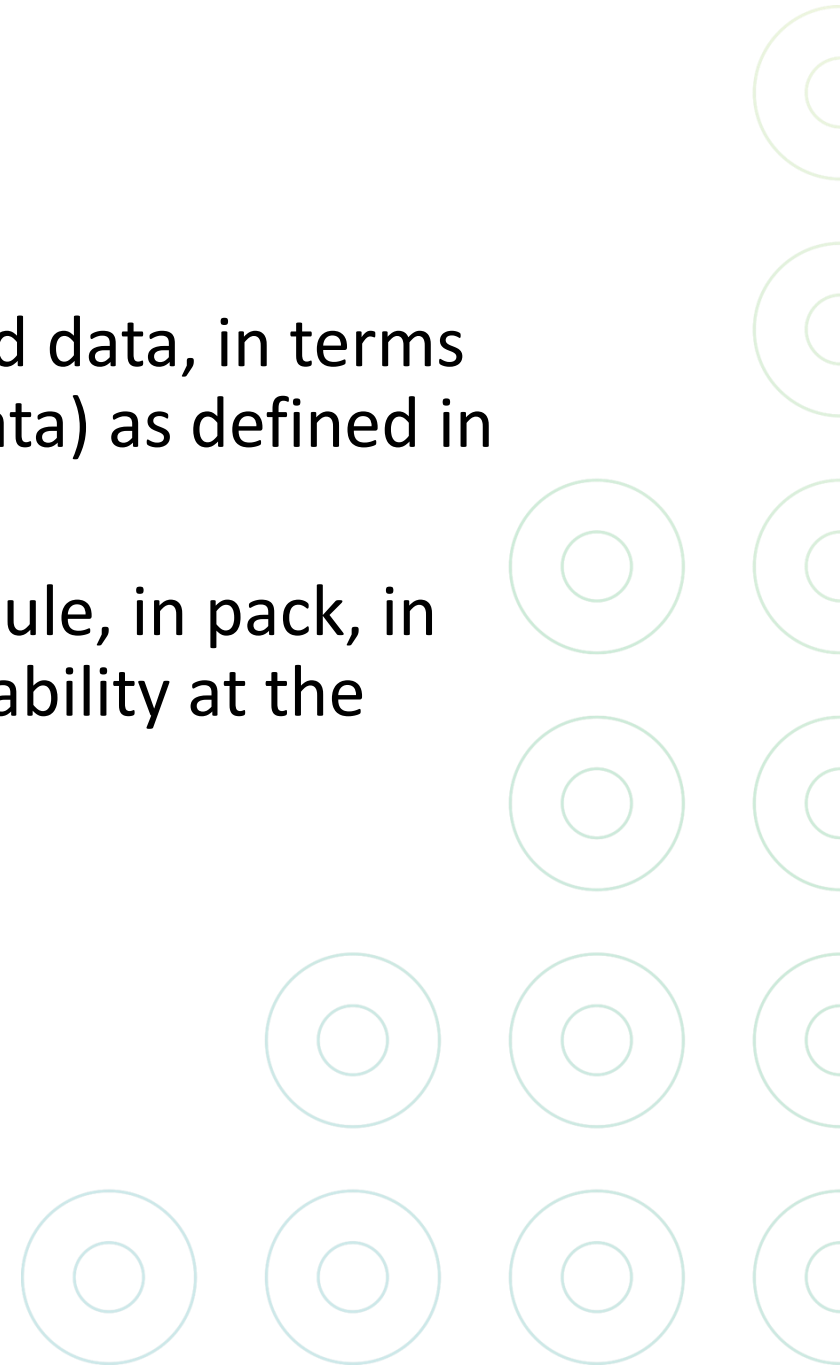 d data, in terms
ata) as defined in
ule, in pack, in
ability at the